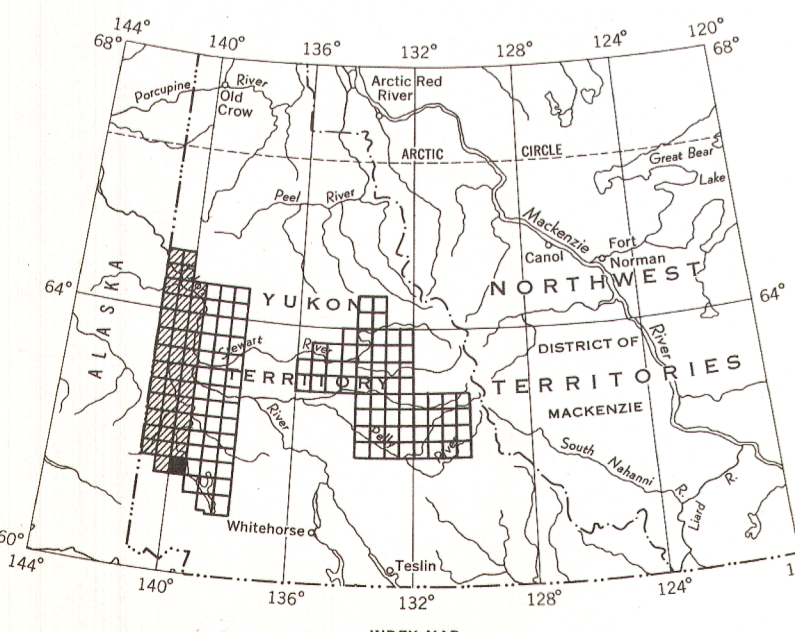 144°
140°
136°
132°
128°
124°
120°
68°
68°
Porcupine River
Old
Crow
Arctic Red
River
ARCTIC CIRCLE
Great Bear
Lake
Peel River
Mackenzie
Canol
Fort
Norman
River
64°
64°
ALASKA
YUKON
TERRITORY
NORTHWEST
TERRITORIES
DISTRICT OF
MACKENZIE
Stewart River
River
Pelly River
South Nahanni R.
Liard R.
Whitehorse
Teslin
60°
144°
140°
136°
132°
128°
124°